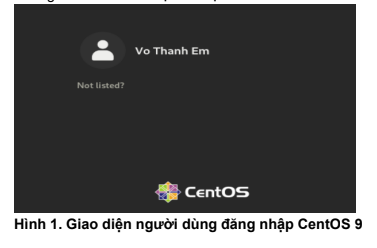 Vo Thanh Em
Not listed?
CentOS
Hình 1. Giao diện người dùng đăng nhập CentOS 9